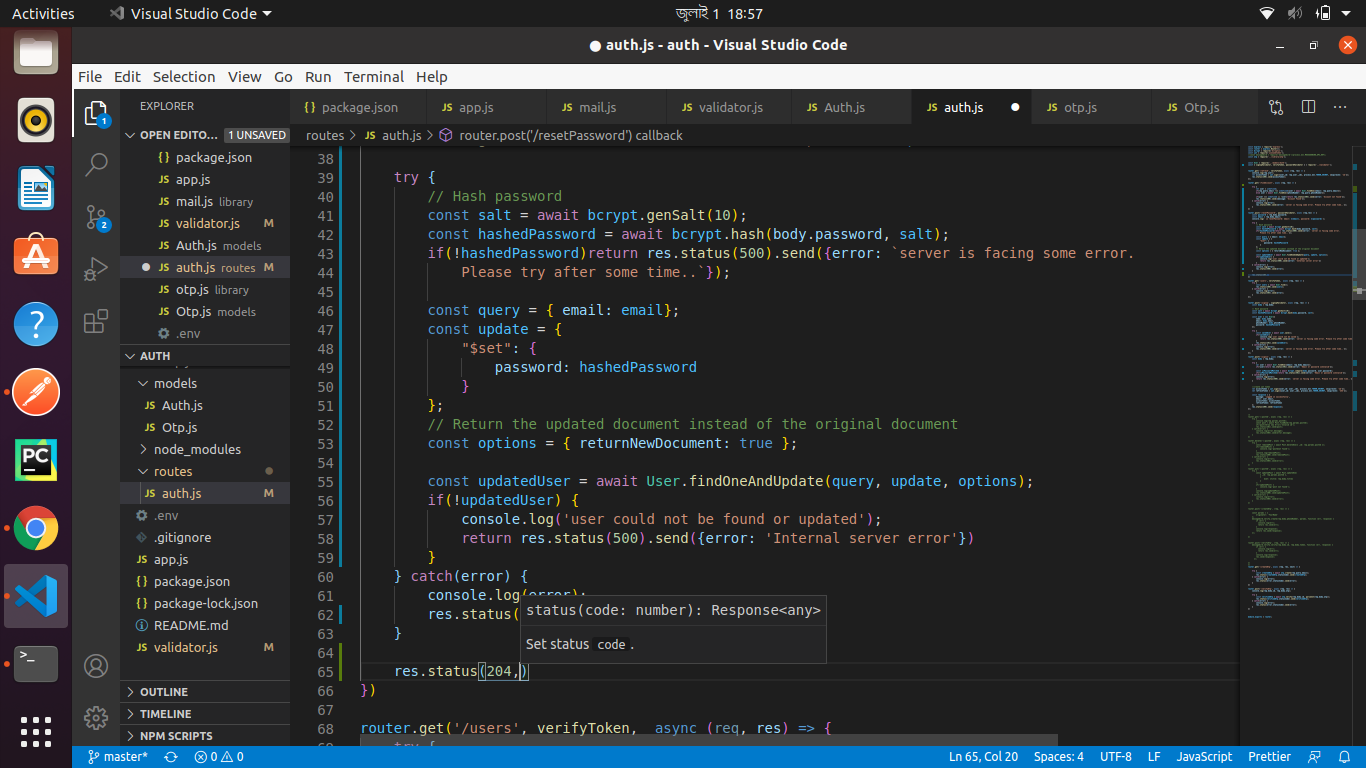 Activities
Visual Studio Code
জুলাই 1 18:57
● auth.js - auth - Visual Studio Code
File Edit Selection View Go Run Terminal Help
EXPLORER
{} package.json
JS app.js
JS mail.js
JS validator.js
JS Auth.js
JS auth.js
JS otp.js
JS Otp.js
OPEN EDITO... 1 UNSAVED
{} package.json
JS app.js
JS mail.js library
JS validator.js M
JS Auth.js models
JS auth.js routes M
JS otp.js library
JS Otp.js models
.env
AUTH
models
JS Auth.js
JS Otp.js
node_modules
routes
JS auth.js M
.env
.gitignore
JS app.js
{} package.json
{} package-lock.json
README.md
JS validator.js M
OUTLINE
TIMELINE
NPM SCRIPTS
1
2
PC
>_
routes > JS auth.js > router.post('/resetPassword') callback
38
39 try {
40 // Hash password
41 const salt = await bcrypt.genSalt(10);
42 const hashedPassword = await bcrypt.hash(body.password, salt);
43 if(!hashedPassword)return res.status(500).send({error: `server is facing some error.
44 Please try after some time..`});
45
46 const query = { email: email};
47 const update = {
48 "$set": {
49 password: hashedPassword
50 }
51 };
52 // Return the updated document instead of the original document
53 const options = { returnNewDocument: true };
54
55 const updatedUser = await User.findOneAndUpdate(query, update, options);
56 if(!updatedUser) {
57 console.log('user could not be found or updated');
58 return res.status(500).send({error: 'Internal server error'})
59 }
60 } catch(error) {
61 console.log(error);
62 res.status(
63 }
64
65 res.status(204,)
66 })
67
68 router.get('/users', verifyToken, async (req, res) => {
status(code: number): Response<any>
Set status code .
master*
0 0
Ln 65, Col 20 Spaces: 4 UTF-8 LF JavaScript Prettier